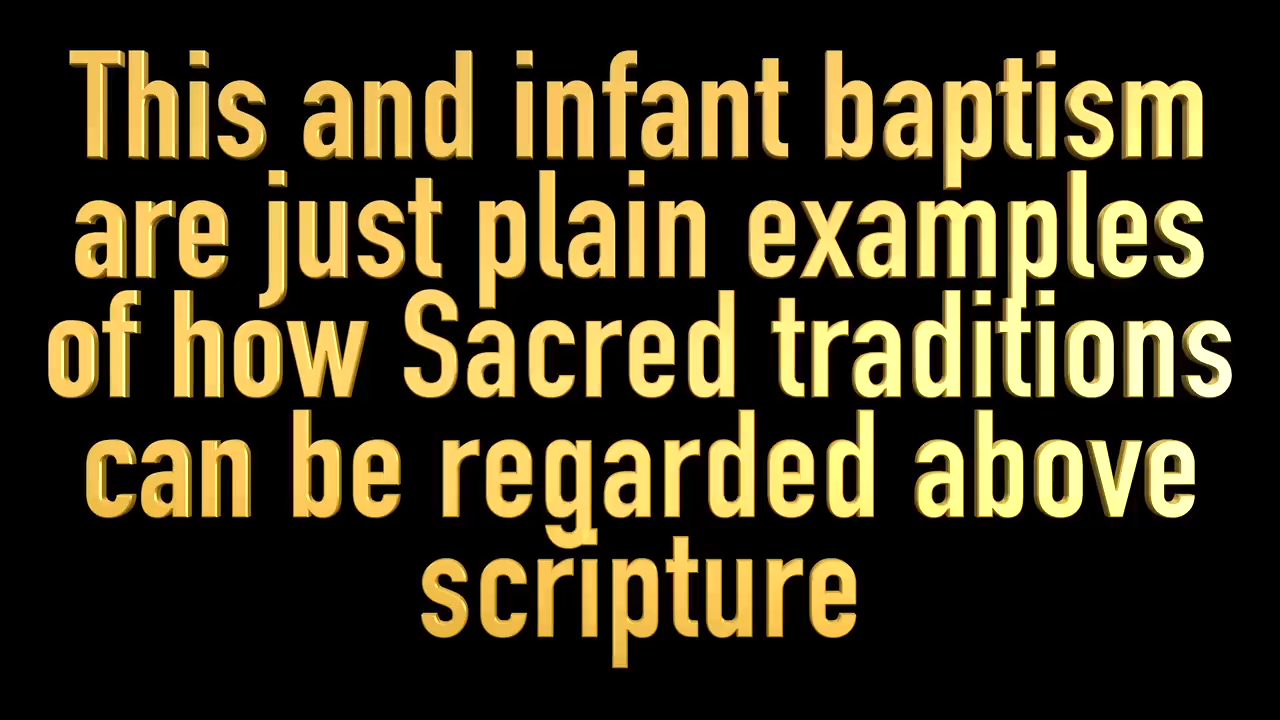 This and infant baptism
are just plain examples
of how Sacred traditions
can be regarded above
scripture